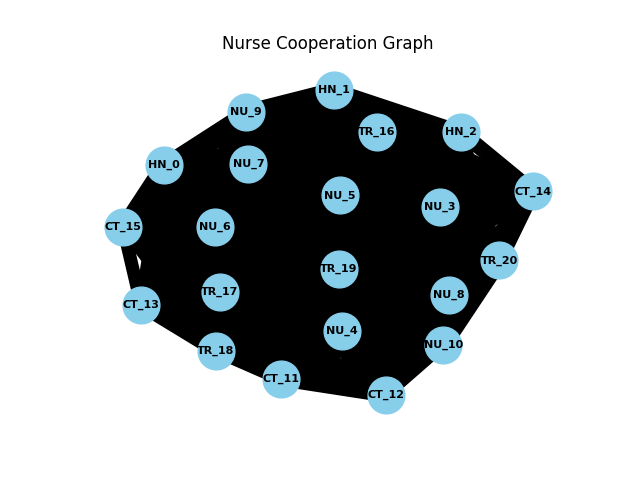 Nurse Cooperation Graph
HN_1
NU_9
TR_16
HN_2
HN_0
NU_7
CT_14
NU_5
NU_3
CT_15
NU_6
TR_20
TR_19
TR_17
NU_8
CT_13
NU_4
NU_10
TR_18
CT_11
CT_12